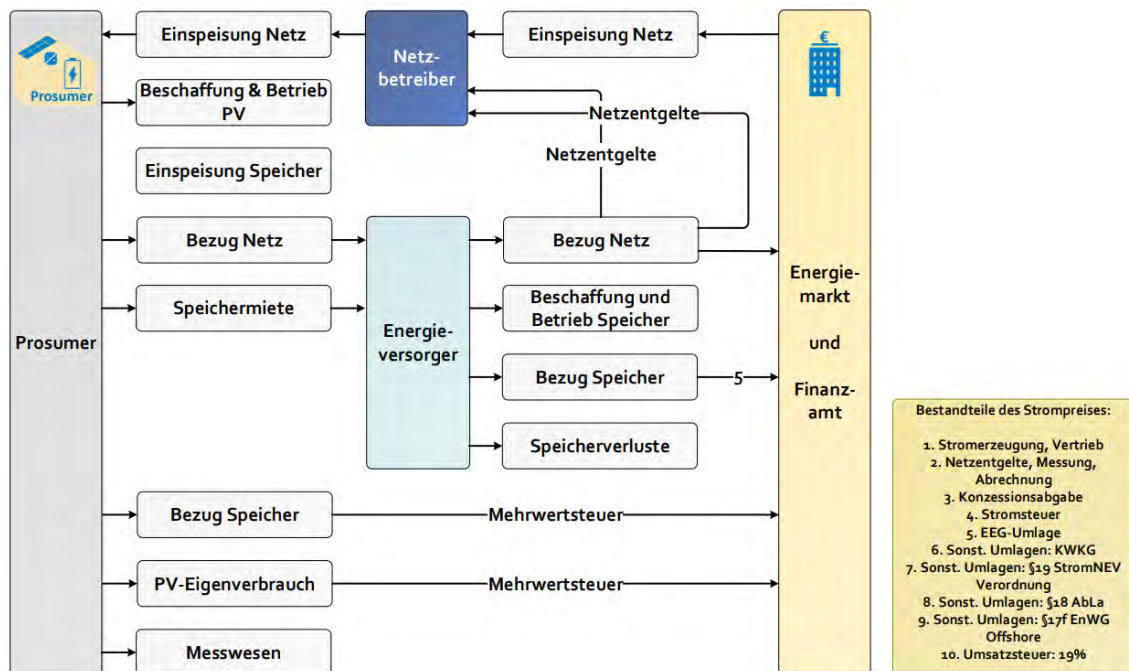 Prosumer
Einspeisung Netz
Netz-
betreiber
Einspeisung Netz
€
Beschaffung & Betrieb
PV
Netzentgelte
Netzentgelte
Einspeisung Speicher
Bezug Netz
Bezug Netz
Speichermiete
Beschaffung und
Betrieb Speicher
Prosumer
Energie-
versorger
Energie-
markt
und
Finanz-
amt
Bezug Speicher
5
Speicherverluste
Bezug Speicher
Mehrwertsteuer
PV-Eigenverbrauch
Mehrwertsteuer
Messwesen
Bestandteile des Strompreises:
1. Stromerzeugung, Vertrieb
2. Netzentgelte, Messung,
Abrechnung
3. Konzessionsabgabe
4. Stromsteuer
5. EEG-Umlage
6. Sonst. Umlagen: KWKG
7. Sonst. Umlagen: §19 StromNEV
Verordnung
8. Sonst. Umlagen: §18 AbLa
9. Sonst. Umlagen: §17f EnWG
Offshore
10. Umsatzsteuer: 19%